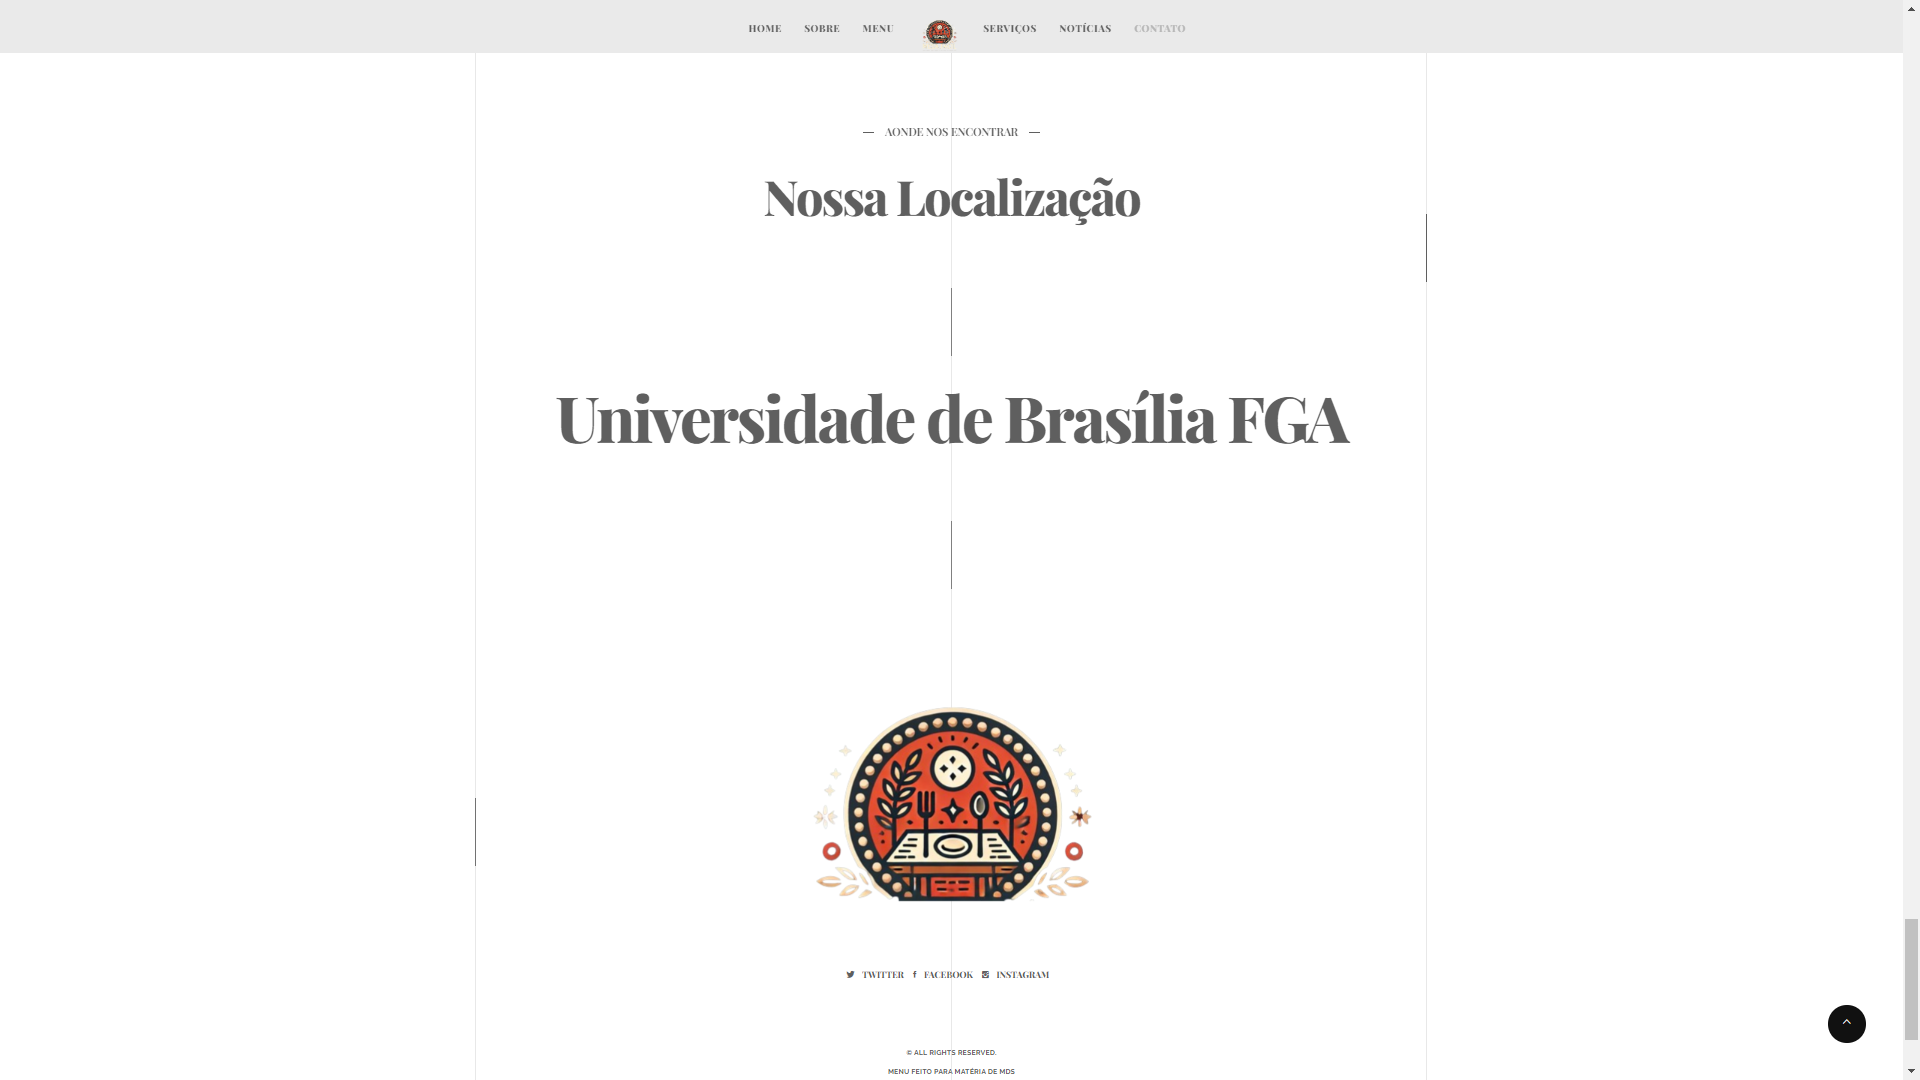 HOME SOBRE MENU SERVIÇOS NOTÍCIAS CONTATO
AONDE NOS ENCONTRAR
Nossa Localização
Universidade de Brasília FGA
TWITTER FACEBOOK INSTAGRAM
© ALL RIGHTS RESERVED.
MENU FEITO PARA MATÉRIA DE MDS